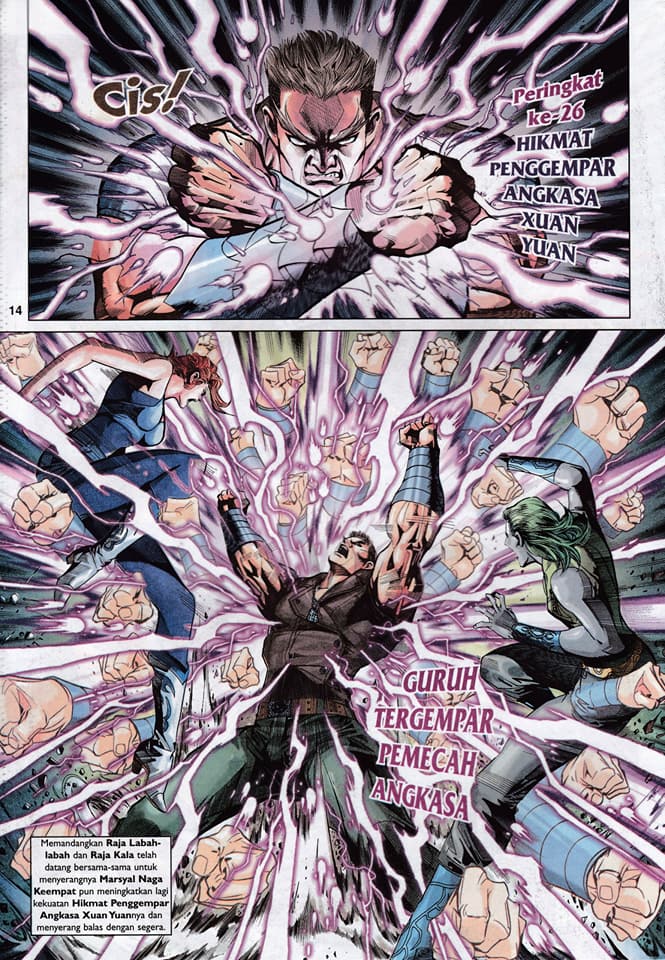 Cis!
Peringkat
ke-26
HIKMAT
PENGGEMPAR
ANGKASA
XUAN
YUAN
14
GURUH
TERGEMPAR
PEMECAH
ANGKASA
Memandangkan Raja Labah-
labah dan Raja Kala telah
datang bersama-sama untuk
menyerangnya Marsyal Naga
Keempat pun meningkatkan lagi
kekuatan Hikmat Penggempar
Angkasa Xuan Yuannya dan
menyerang balas dengan segera.